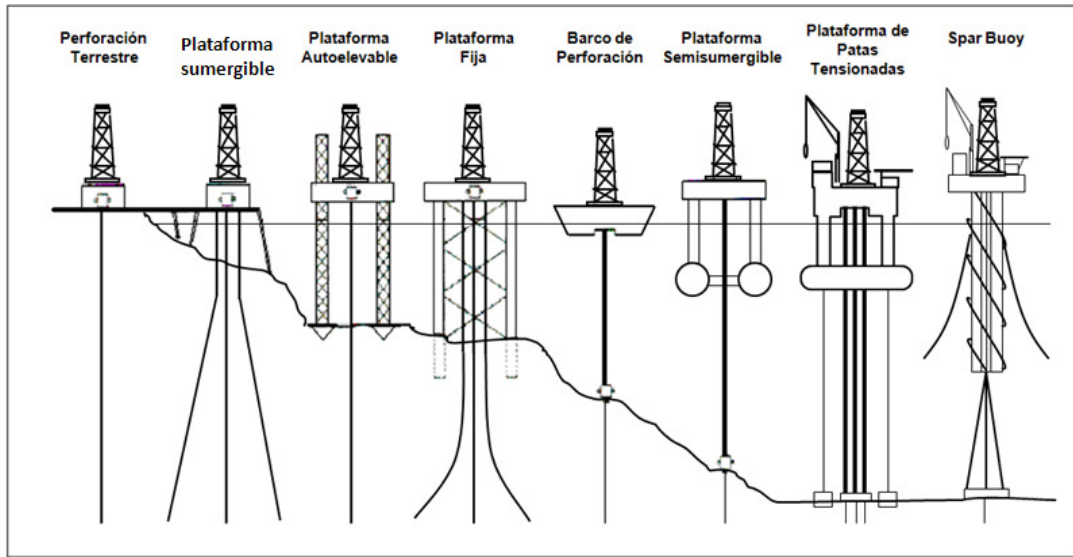 Perforación
Terrestre
Plataforma
sumergible
Plataforma
Autoelevable
Plataforma
Fija
Barco de
Perforación
Plataforma
Semisumergible
Plataforma de
Patas
Tensionadas
Spar Buoy